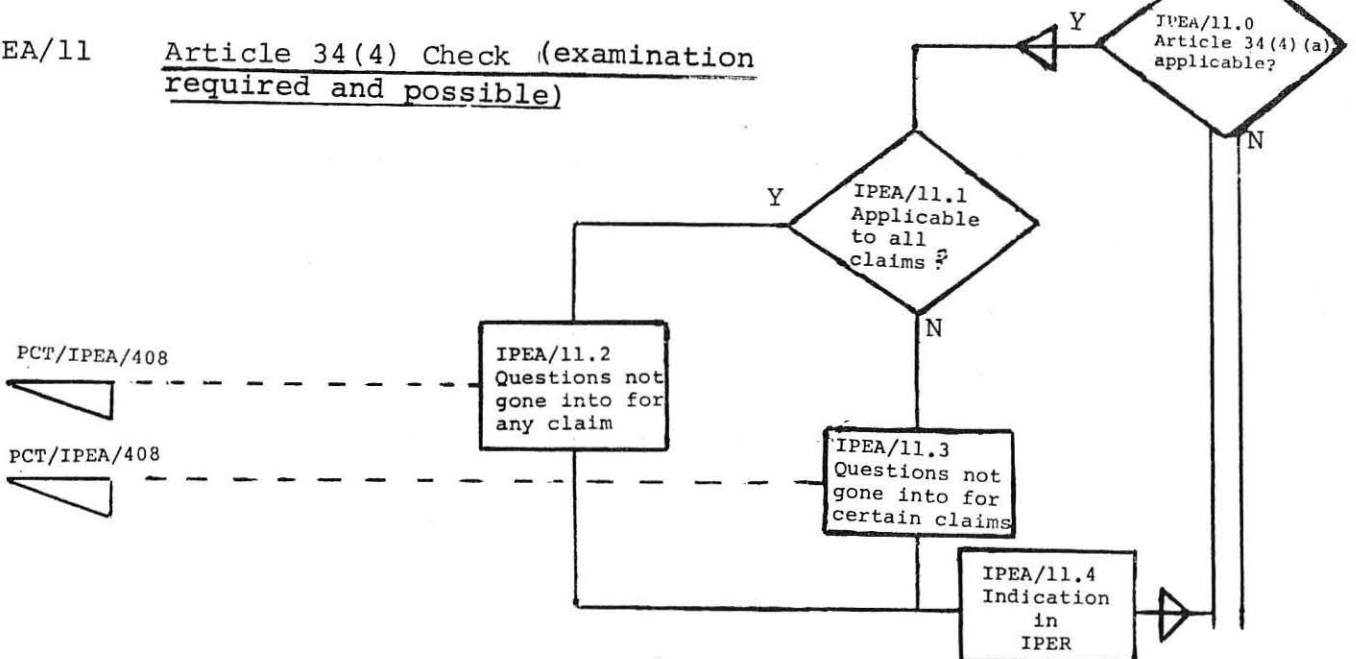 EA/11 Article 34(4) Check (examination
required and possible)
Y
IPEA/11.0
Article 34(4)(a)
applicable?
N
Y
IPEA/11.1
Applicable
to all
claims ?
N
PCT/IPEA/408
IPEA/11.2
Questions not
gone into for
any claim
PCT/IPEA/408
IPEA/11.3
Questions not
gone into for
certain claims
IPEA/11.4
Indication
in
IPER